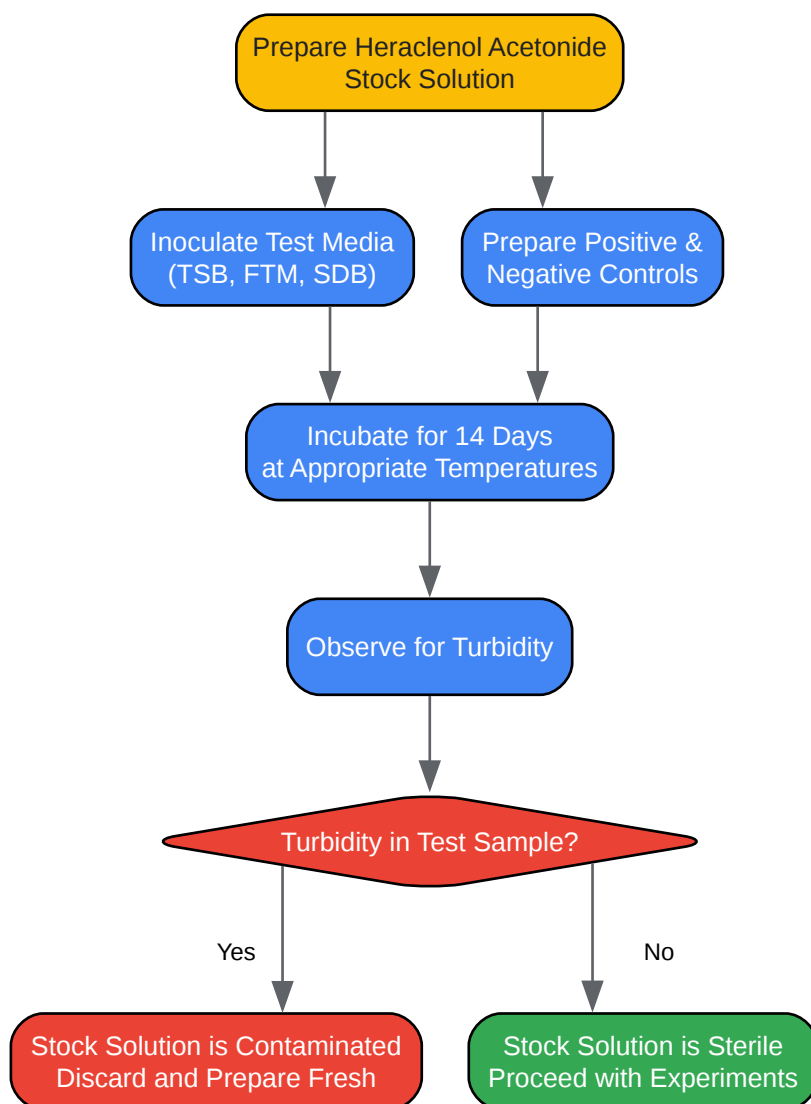 Prepare Heraclenol Acetonide
Stock Solution
Inoculate Test Media
(TSB, FTM, SDB)
Prepare Positive &
Negative Controls
Incubate for 14 Days
at Appropriate Temperatures
Observe for Turbidity
Turbidity in Test Sample?
Yes
No
Stock Solution is Contaminated
Discard and Prepare Fresh
Stock Solution is Sterile
Proceed with Experiments